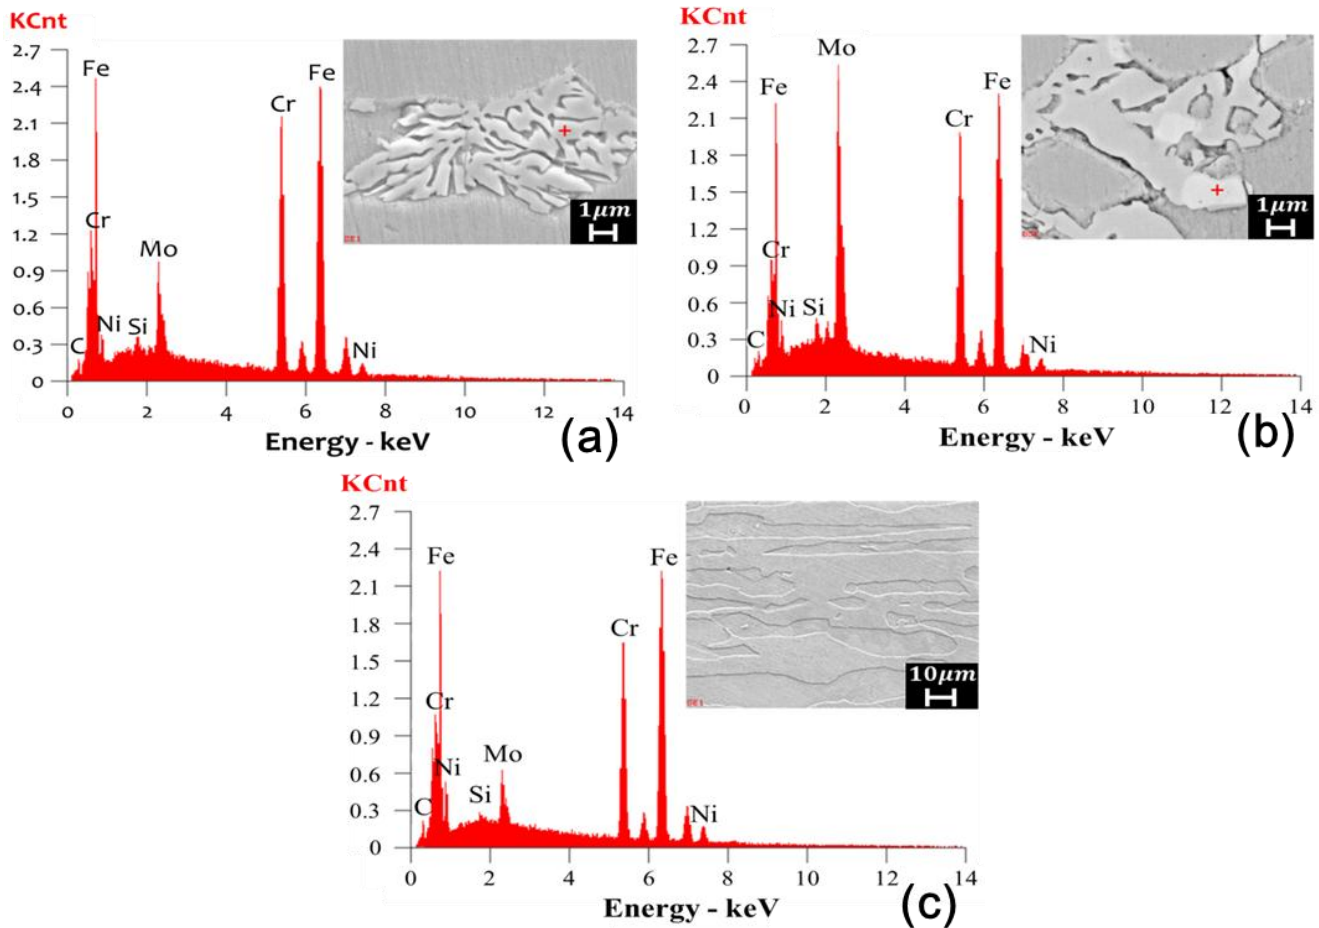 KCnt
2.7
2.4
2.1
1.8
1.5
1.2
0.9
0.6
0.3
0
Fe
Cr
Ni
C
Si
Mo
Cr
Fe
Ni
1μm
0 2 4 6 8 10 12 14
Energy - keV
(a)
KCnt
2.7
2.4
2.1
1.8
1.5
1.2
0.9
0.6
0.3
0
Mo
Fe
Cr
Ni
Si
C
Cr
Fe
Ni
1μm
0 2 4 6 8 10 12 14
Energy - keV
(b)
KCnt
2.7
2.4
2.1
1.8
1.5
1.2
0.9
0.6
0.3
0
Fe
Cr
Ni
C
Si
Mo
Cr
Fe
Ni
10μm
0 2 4 6 8 10 12 14
Energy - keV
(c)